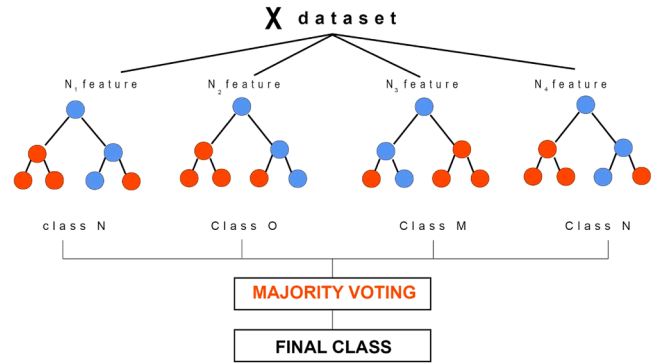 X dataset
N₁ feature
N₂ feature
N₃ feature
N₄ feature
class N
Class O
Class M
Class N
MAJORITY VOTING
FINAL CLASS